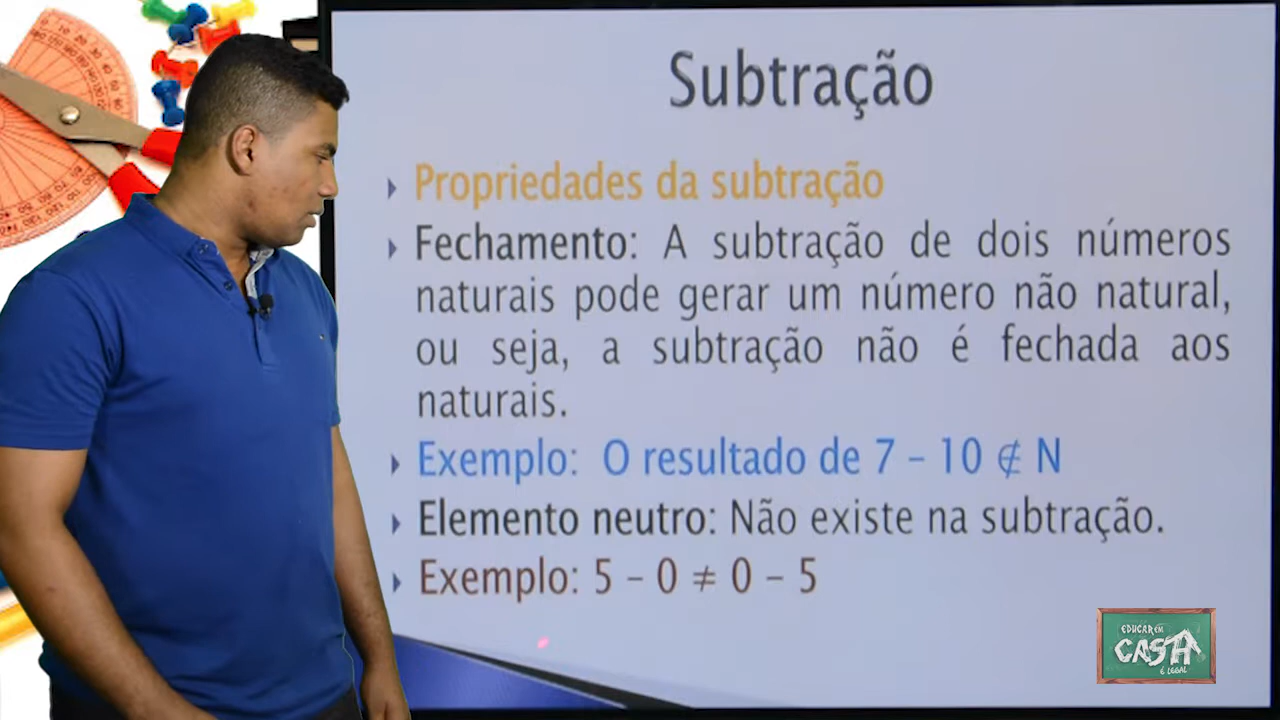 Subtração
Propriedades da subtração
Fechamento: A subtração de dois números
naturais pode gerar um número não natural,
ou seja, a subtração não é fechada aos
naturais.
Exemplo: O resultado de 7 – 10 ∉ N
Elemento neutro: Não existe na subtração.
Exemplo: 5 – 0 ≠ 0 – 5
EDUCAR EM
CASA
É LEGAL